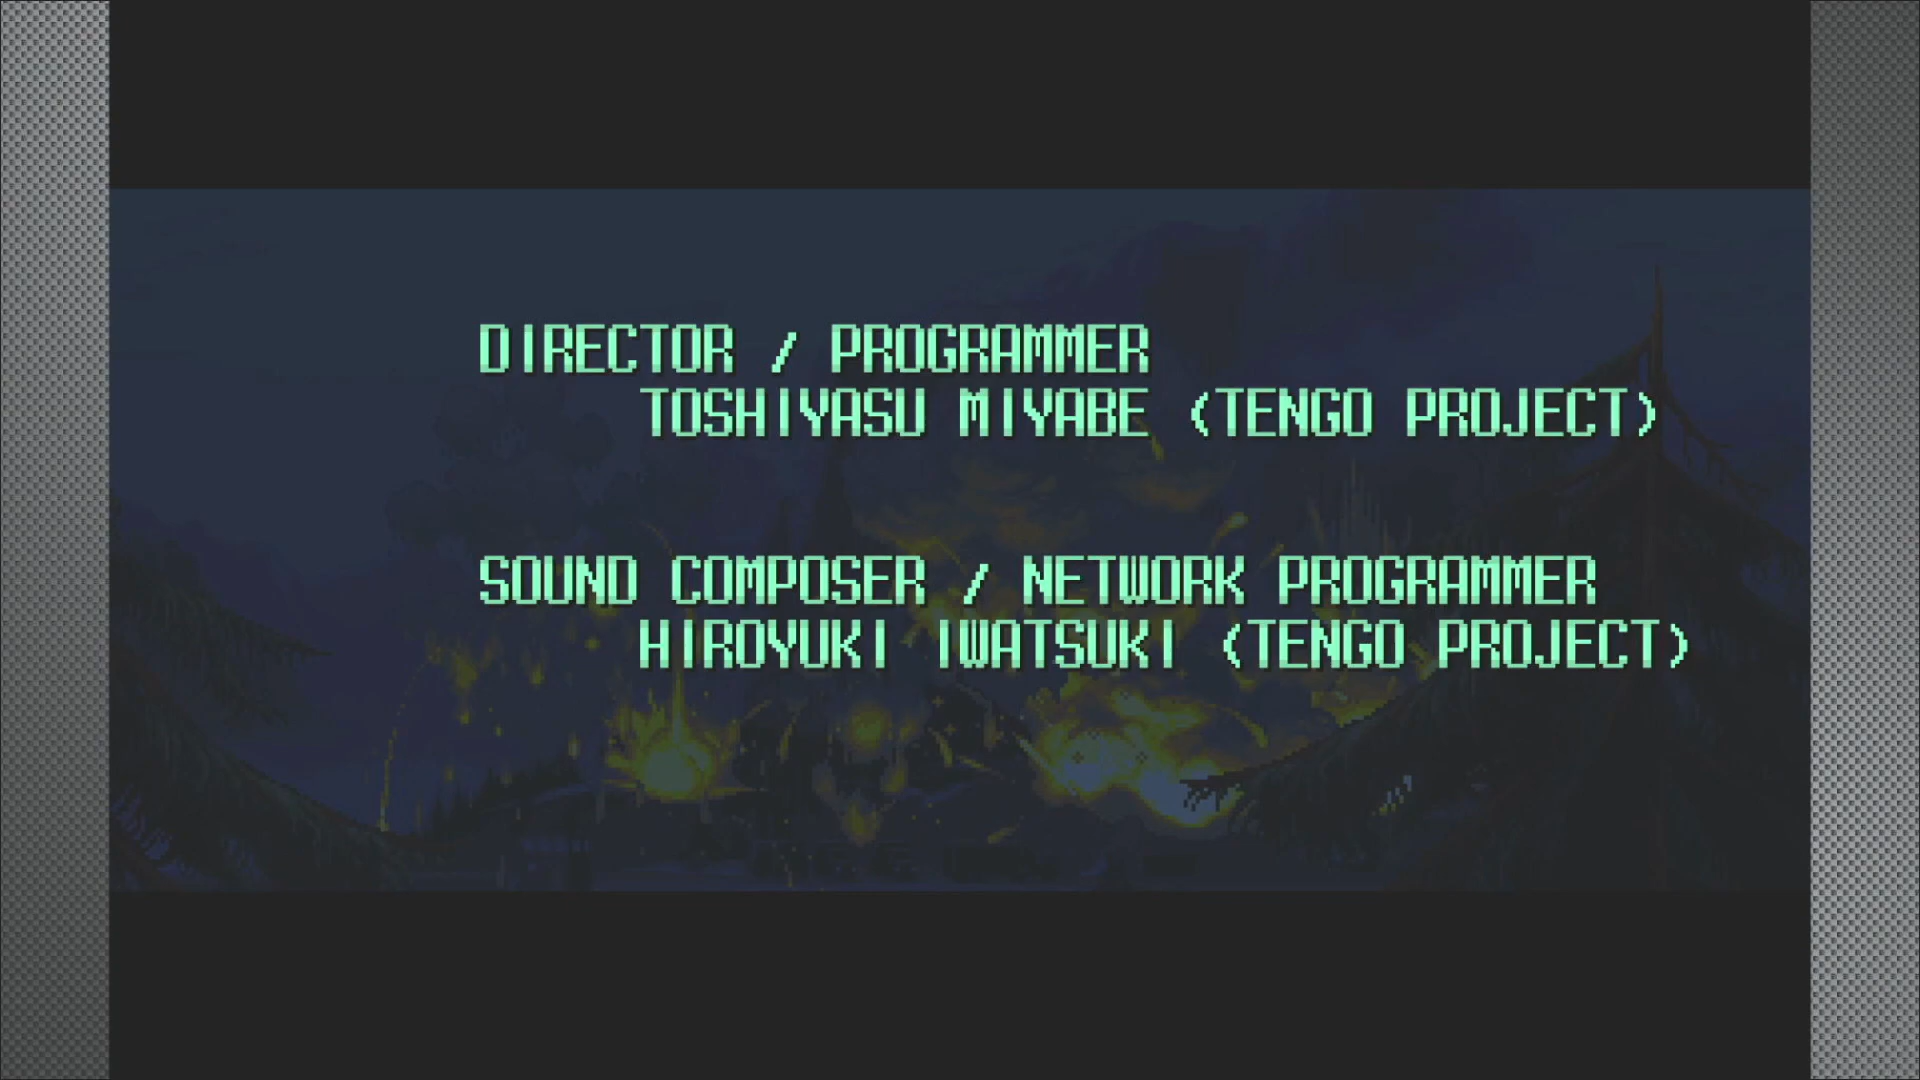 DIRECTOR / PROGRAMMER
TOSHIYASU MIYABE (TENGO PROJECT)
SOUND COMPOSER / NETWORK PROGRAMMER
HIROYUKI IWATSUKI (TENGO PROJECT)